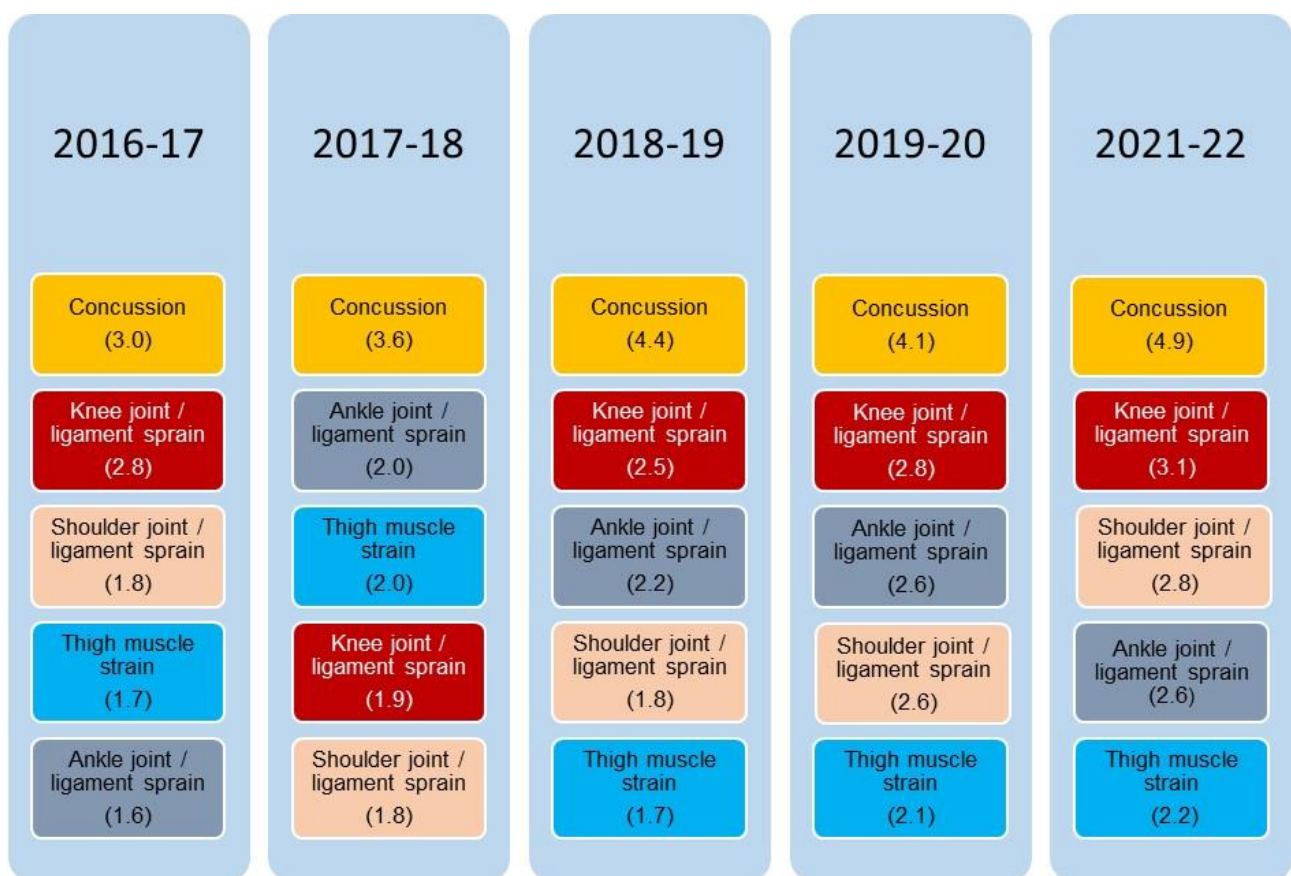 2016-17
Concussion
(3.0)
Knee joint /
ligament sprain
(2.8)
Shoulder joint /
ligament sprain
(1.8)
Thigh muscle
strain
(1.7)
Ankle joint /
ligament sprain
(1.6)
2017-18
Concussion
(3.6)
Ankle joint /
ligament sprain
(2.0)
Thigh muscle
strain
(2.0)
Knee joint /
ligament sprain
(1.9)
Shoulder joint /
ligament sprain
(1.8)
2018-19
Concussion
(4.4)
Knee joint /
ligament sprain
(2.5)
Ankle joint /
ligament sprain
(2.2)
Shoulder joint /
ligament sprain
(1.8)
Thigh muscle
strain
(1.7)
2019-20
Concussion
(4.1)
Knee joint /
ligament sprain
(2.8)
Ankle joint /
ligament sprain
(2.6)
Shoulder joint /
ligament sprain
(2.6)
Thigh muscle
strain
(2.1)
2021-22
Concussion
(4.9)
Knee joint /
ligament sprain
(3.1)
Shoulder joint /
ligament sprain
(2.8)
Ankle joint /
ligament sprain
(2.6)
Thigh muscle
strain
(2.2)